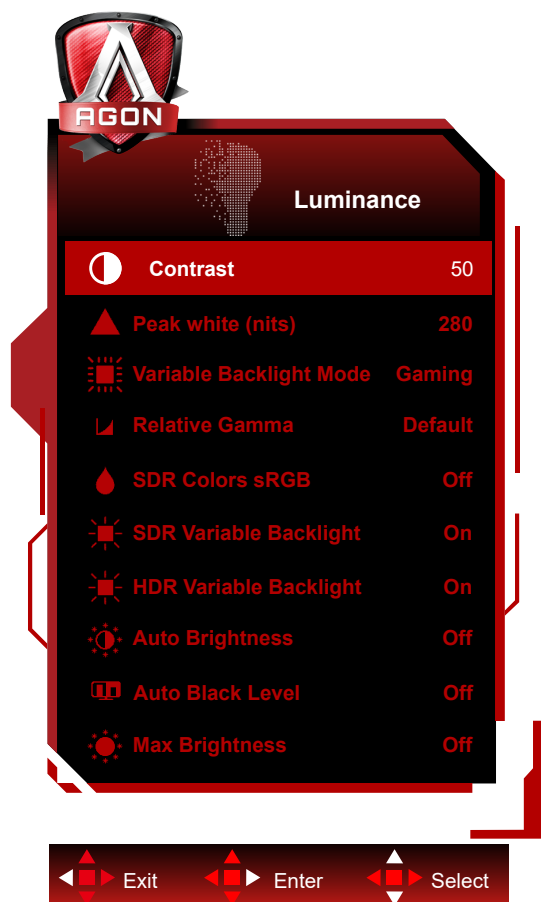 AGON
Luminance
Contrast 50
Peak white (nits) 280
Variable Backlight Mode Gaming
Relative Gamma Default
SDR Colors sRGB Off
SDR Variable Backlight On
HDR Variable Backlight On
Auto Brightness Off
Auto Black Level Off
Max Brightness Off
Exit Enter Select